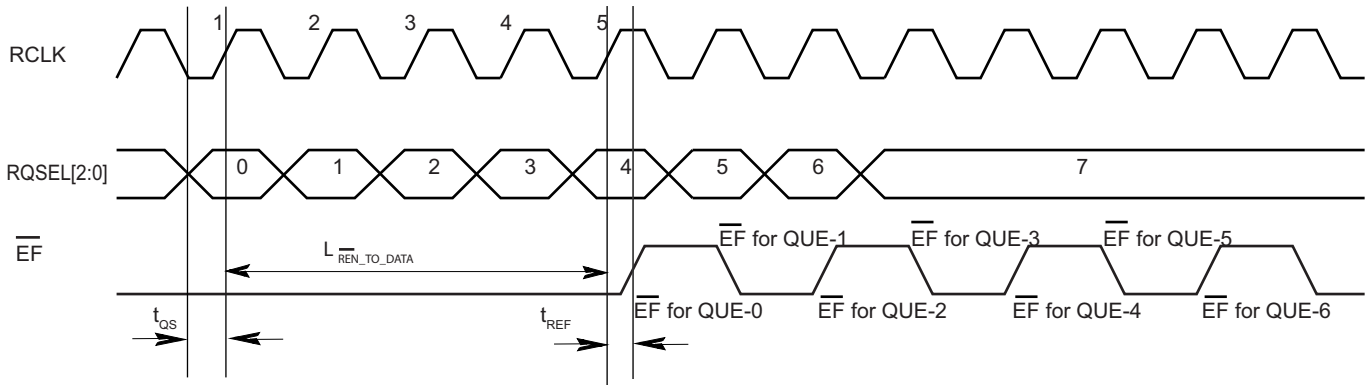 1 2 3 4 5
RCLK
RQSEL[2:0] 0 1 2 3 4 5 6 7
EF for QUE-1 EF for QUE-3 EF for QUE-5
EF
L REN_TO_DATA
EF for QUE-0 EF for QUE-2 EF for QUE-4 EF for QUE-6
tQS tREF